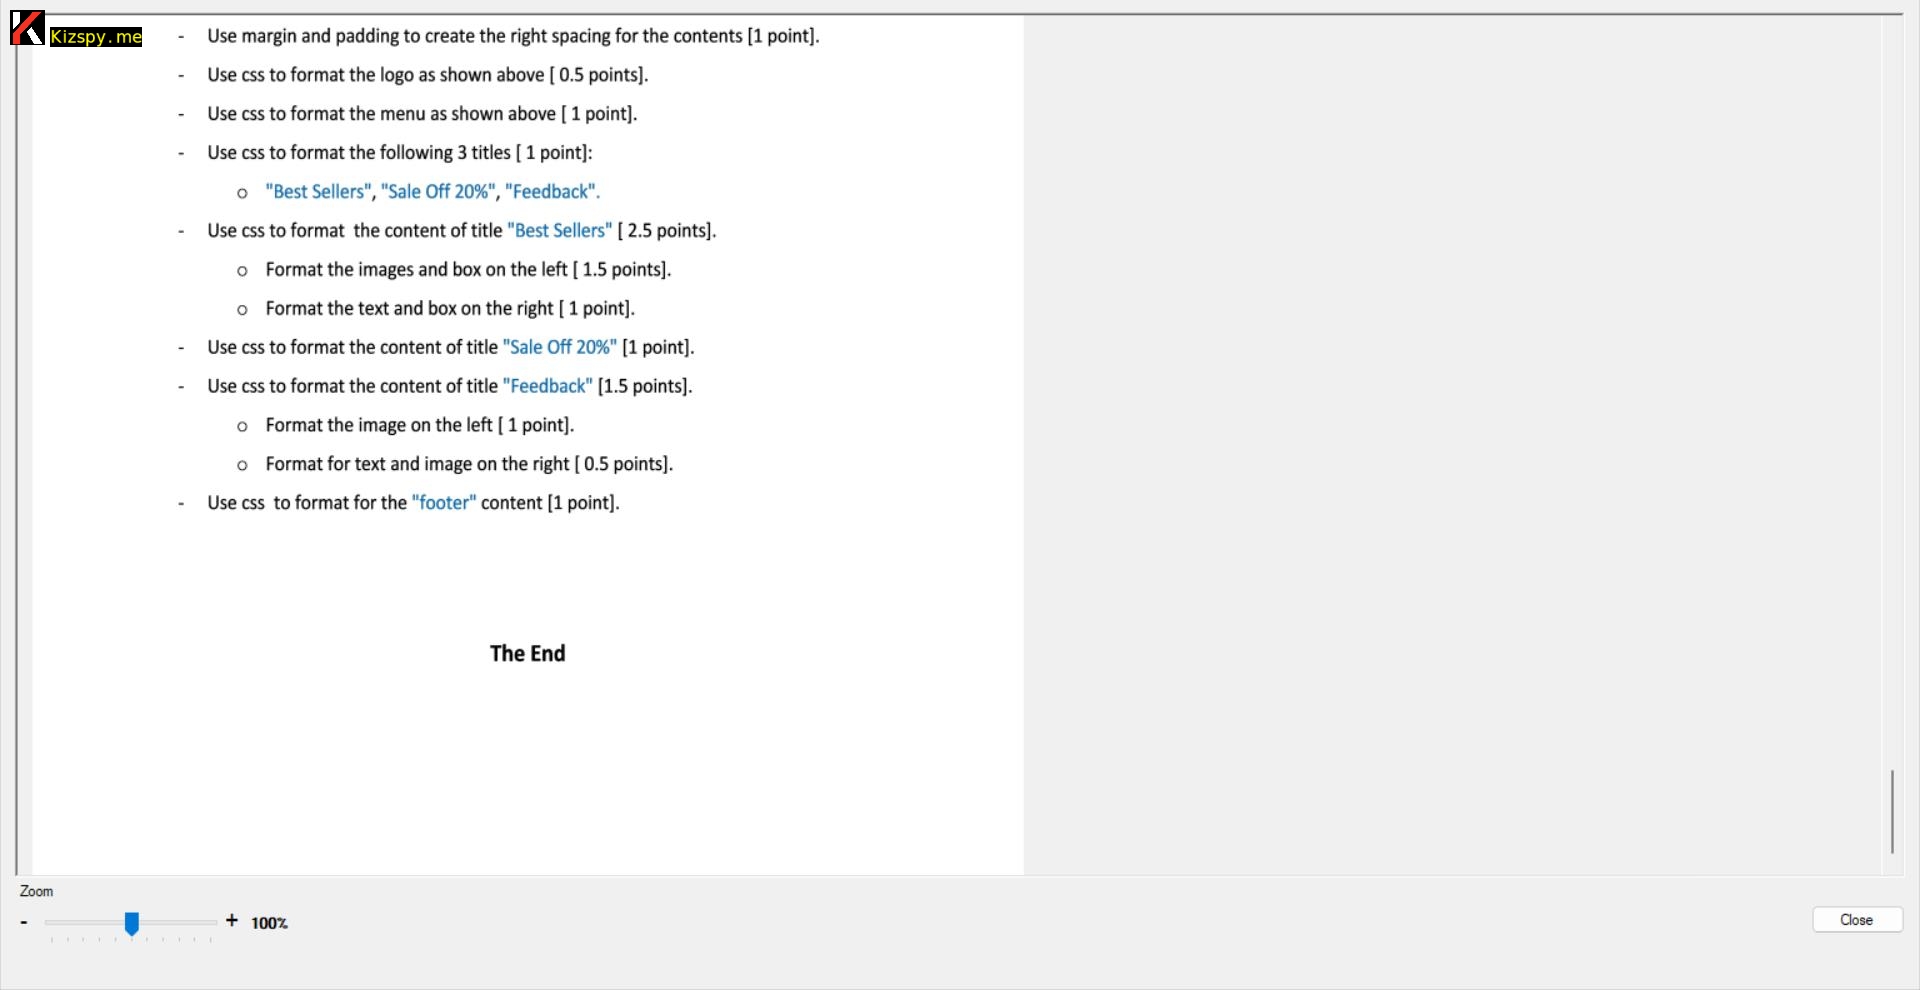 Kizspy.me
- Use margin and padding to create the right spacing for the contents [1 point].
- Use css to format the logo as shown above [ 0.5 points].
- Use css to format the menu as shown above [ 1 point].
- Use css to format the following 3 titles [ 1 point]:
o "Best Sellers", "Sale Off 20%", "Feedback".
- Use css to format  the content of title "Best Sellers" [ 2.5 points].
o Format the images and box on the left [ 1.5 points].
o Format the text and box on the right [ 1 point].
- Use css to format the content of title "Sale Off 20%" [1 point].
- Use css to format the content of title "Feedback" [1.5 points].
o Format the image on the left [ 1 point].
o Format for text and image on the right [ 0.5 points].
- Use css  to format for the "footer" content [1 point].
The End
Zoom
- + 100%
Close